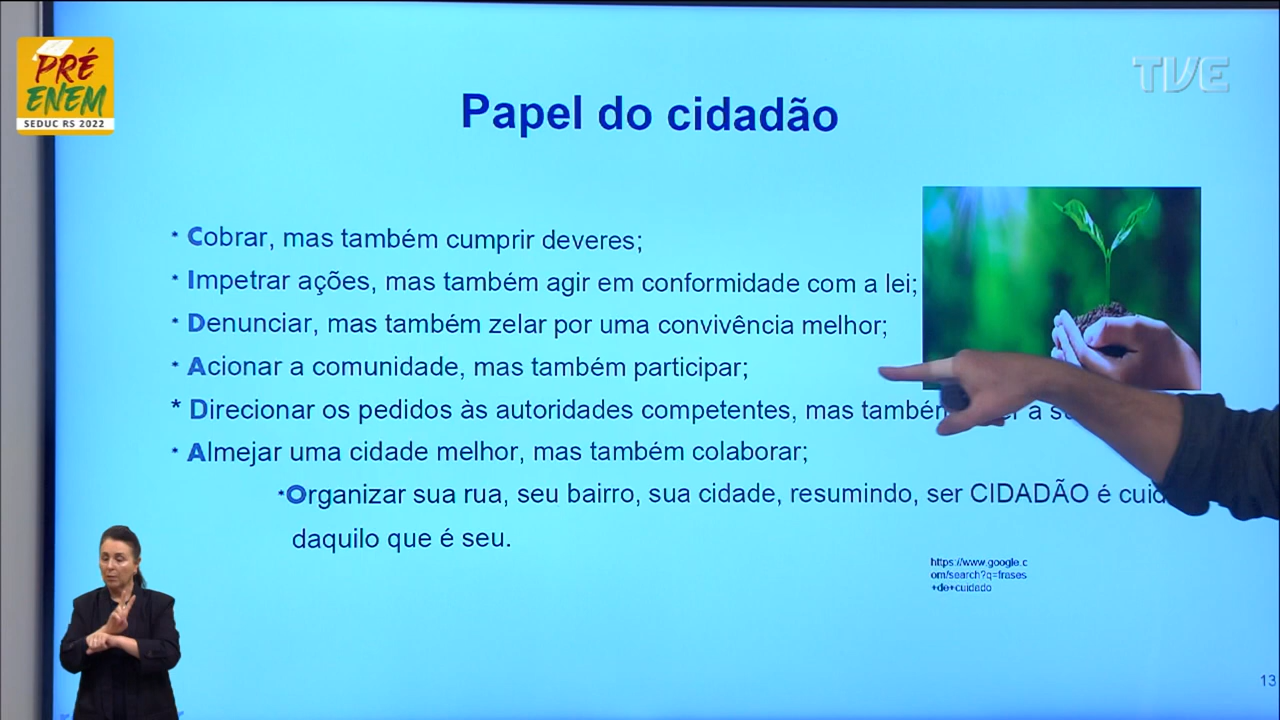 PRÉ
ENEM
SEDUC RS 2022
TVE
Papel do cidadão
* Cobrar, mas também cumprir deveres;
* Impetrar ações, mas também agir em conformidade com a lei;
* Denunciar, mas também zelar por uma convivência melhor;
* Acionar a comunidade, mas também participar;
* Direcionar os pedidos às autoridades competentes, mas também a
* Almejar uma cidade melhor, mas também colaborar;
*Organizar sua rua, seu bairro, sua cidade, resumindo, ser CIDADÃO é
daquilo que é seu.
https://www.google.c
om/search?q=frases
+de+cuidado
13